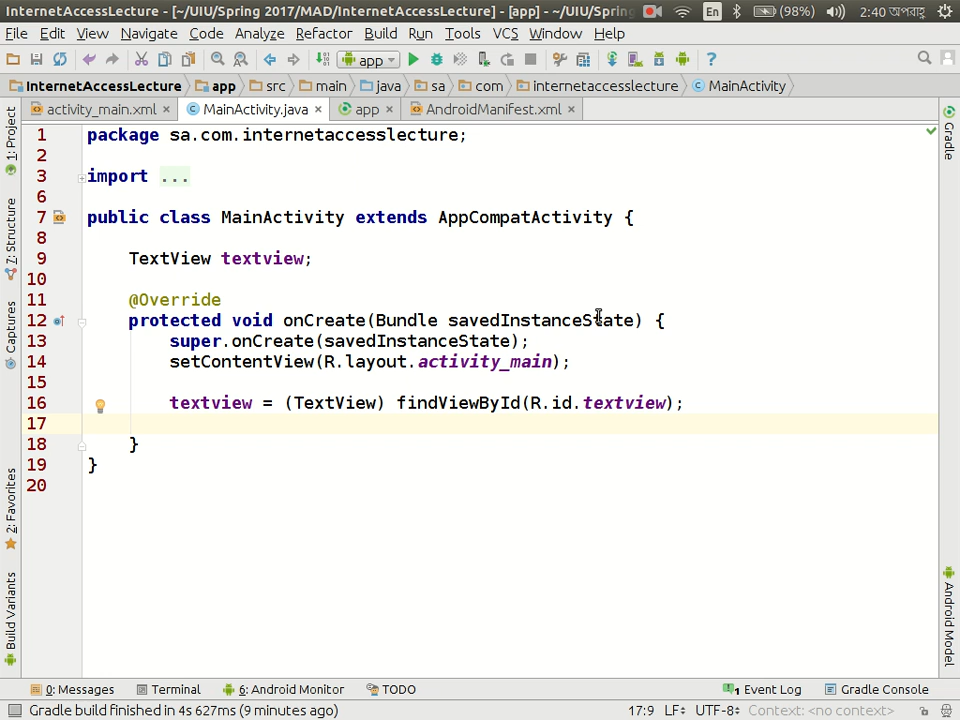 InternetAccessLecture - [~/UIU/Spring 2017/MAD/InternetAccessLecture] - [app] - ~/UIU/Spring En (98%) 2:40 অপরাহ্ণ
File Edit View Navigate Code Analyze Refactor Build Run Tools VCS Window Help
app ?
InternetAccessLecture app src main java sa com internetaccesslecture MainActivity
activity_main.xml × MainActivity.java × app × AndroidManifest.xml ×
1: Project
7: Structure
Captures
2: Favorites
Build Variants
1 package sa.com.internetaccesslecture;
2
3 import ...
6
7 public class MainActivity extends AppCompatActivity {
8
9 TextView textview;
10
11 @Override
12 protected void onCreate(Bundle savedInstanceState) {
13 super.onCreate(savedInstanceState);
14 setContentView(R.layout.activity_main);
15
16 textview = (TextView) findViewById(R.id.textview);
17
18 }
19 }
20
Gradle
Android Model
0: Messages Terminal 6: Android Monitor TODO 1 Event Log Gradle Console
Gradle build finished in 4s 627ms (9 minutes ago) 17:9 LF÷ UTF-8÷ Context: <no context>